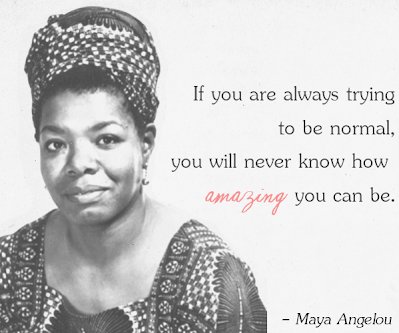 If you are always trying
to be normal,
you will never know how
amazing you can be.
– Maya Angelou